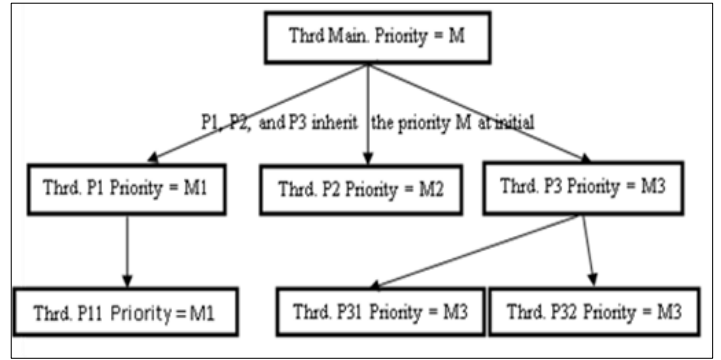 Thrd Main. Priority = M
P1, P2, and P3 inherit the priority M at initial
Thrd. P1 Priority = M1
Thrd. P2 Priority = M2
Thrd. P3 Priority = M3
Thrd. P11 Priority = M1
Thrd. P31 Priority = M3
Thrd. P32 Priority = M3